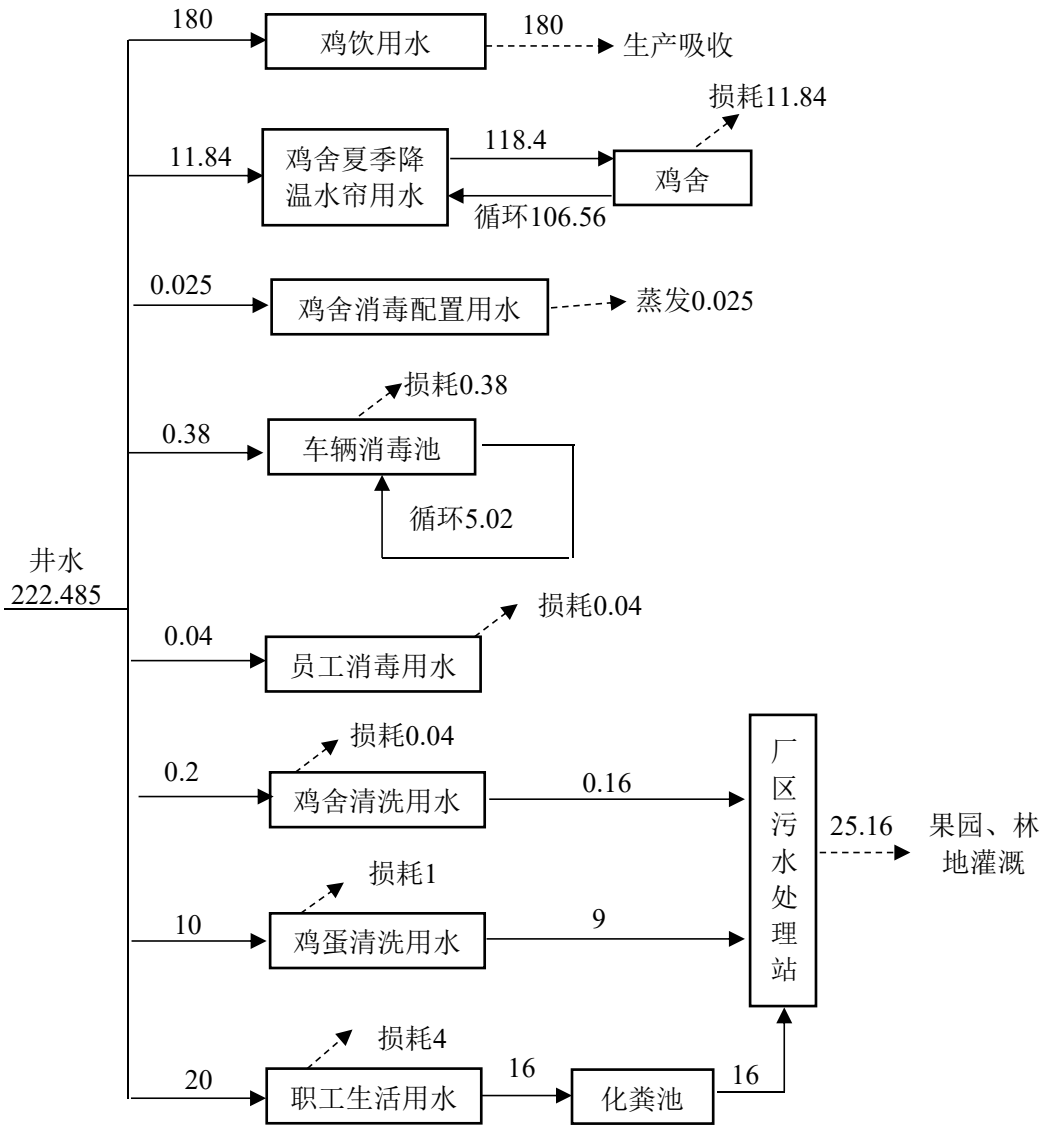 180
鸡饮用水
180
生产吸收
损耗11.84
11.84
鸡舍夏季降
温水帘用水
118.4
鸡舍
循环106.56
0.025
鸡舍消毒配置用水
蒸发0.025
损耗0.38
0.38
车辆消毒池
循环5.02
井水
222.485
损耗0.04
0.04
员工消毒用水
损耗0.04
0.2
鸡舍清洗用水
0.16
厂
区
污
水
处
理
站
25.16
果园、林
地灌溉
损耗1
10
鸡蛋清洗用水
9
损耗4
20
职工生活用水
16
化粪池
16